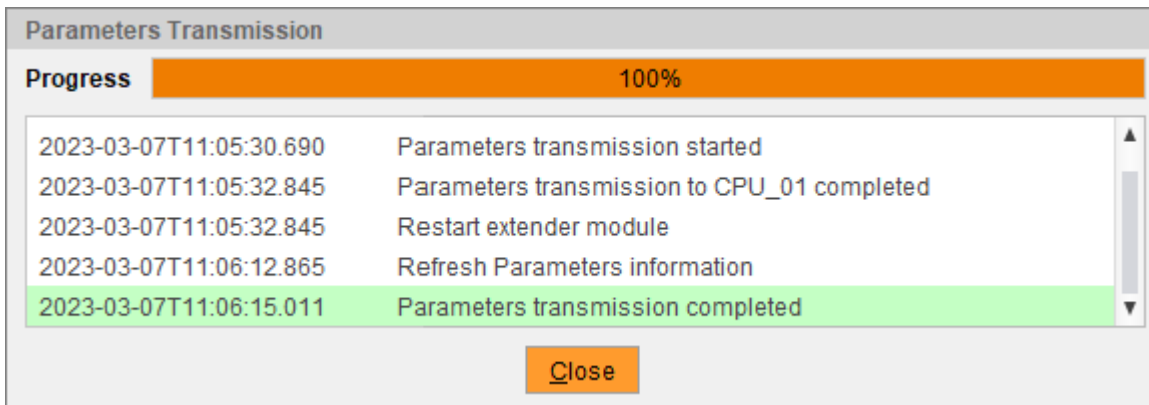 Parameters Transmission
Progress 100%
2023-03-07T11:05:30.690 Parameters transmission started
2023-03-07T11:05:32.845 Parameters transmission to CPU_01 completed
2023-03-07T11:05:32.845 Restart extender module
2023-03-07T11:06:12.865 Refresh Parameters information
2023-03-07T11:06:15.011 Parameters transmission completed
Close